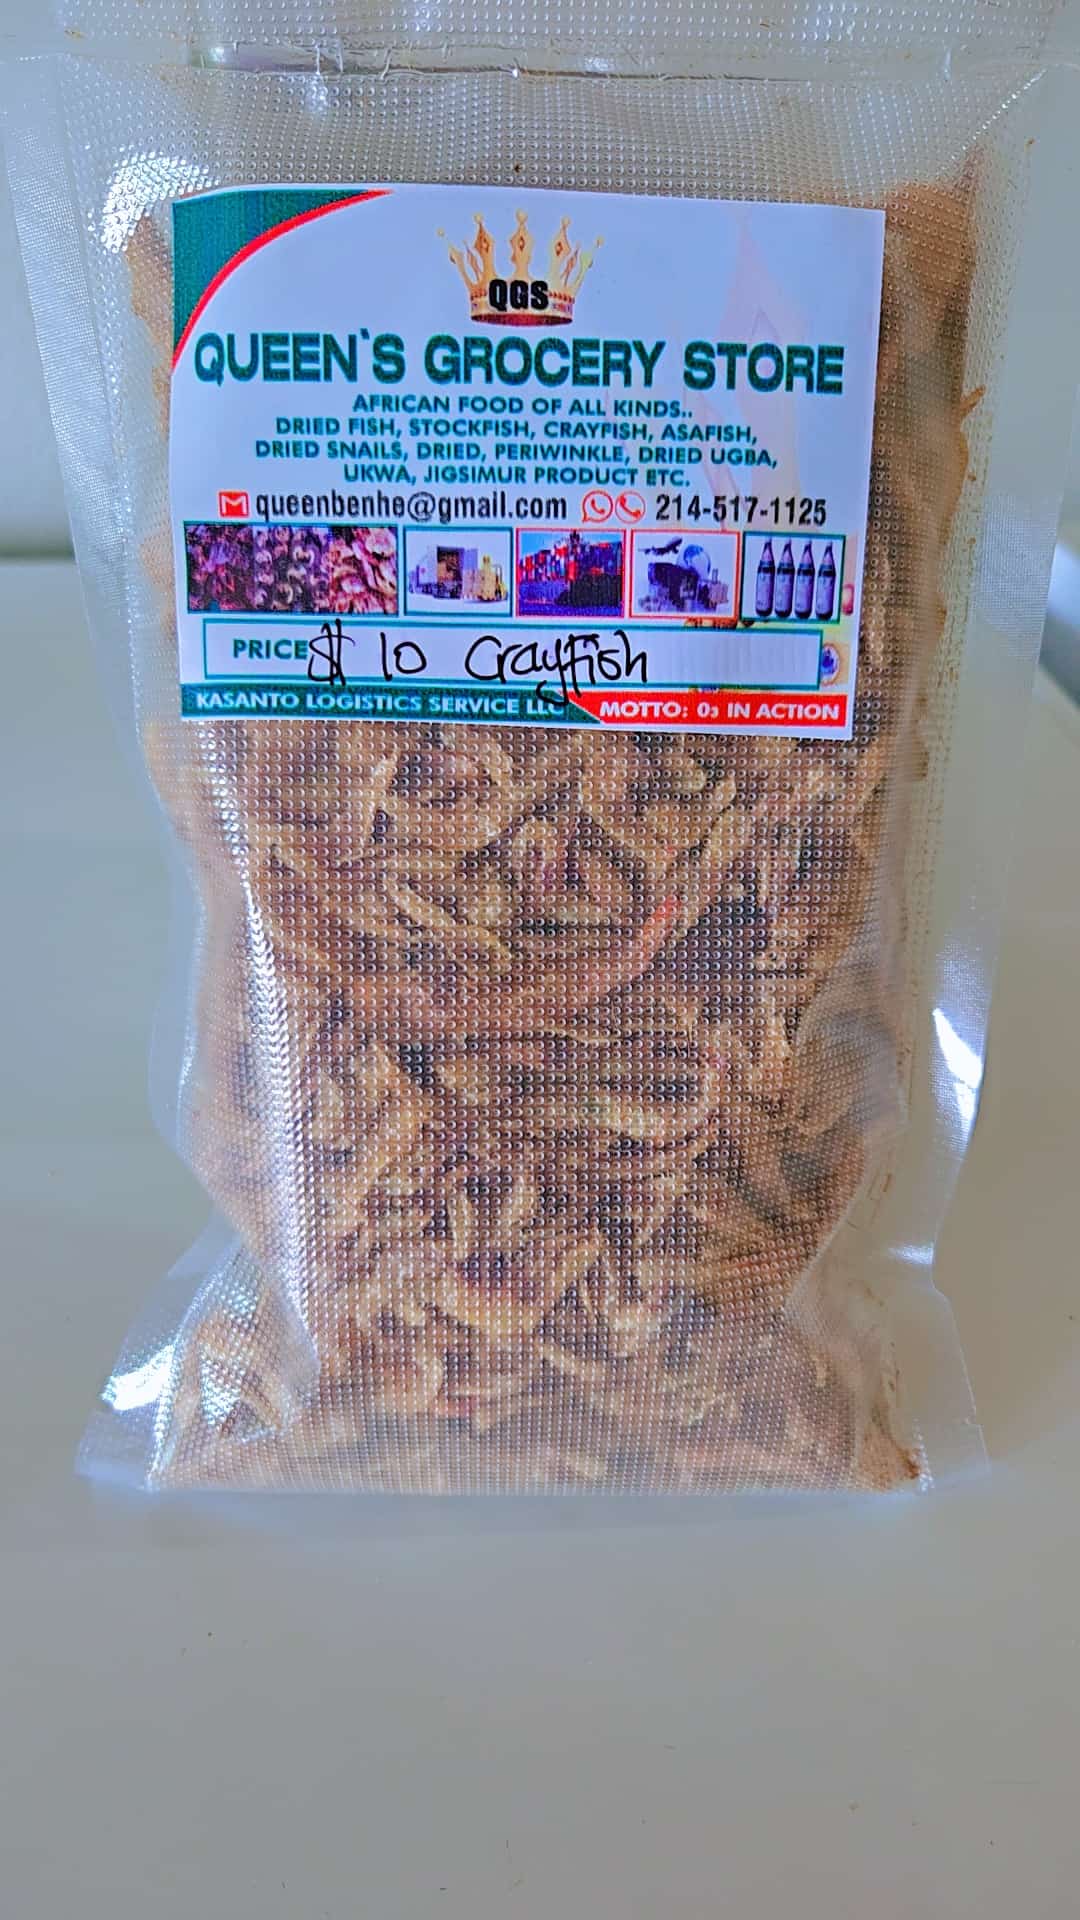 QGS
QUEEN`S GROCERY STORE
AFRICAN FOOD OF ALL KINDS..
DRIED FISH, STOCKFISH, CRAYFISH, ASAFISH,
DRIED SNAILS, DRIED, PERIWINKLE, DRIED UGBA,
UKWA, JIGSIMUR PRODUCT ETC.
queenbenhe@gmail.com 214-517-1125
PRICE $ 10 Crayfish
KASANTO LOGISTICS SERVICE LLC MOTTO: IN ACTION